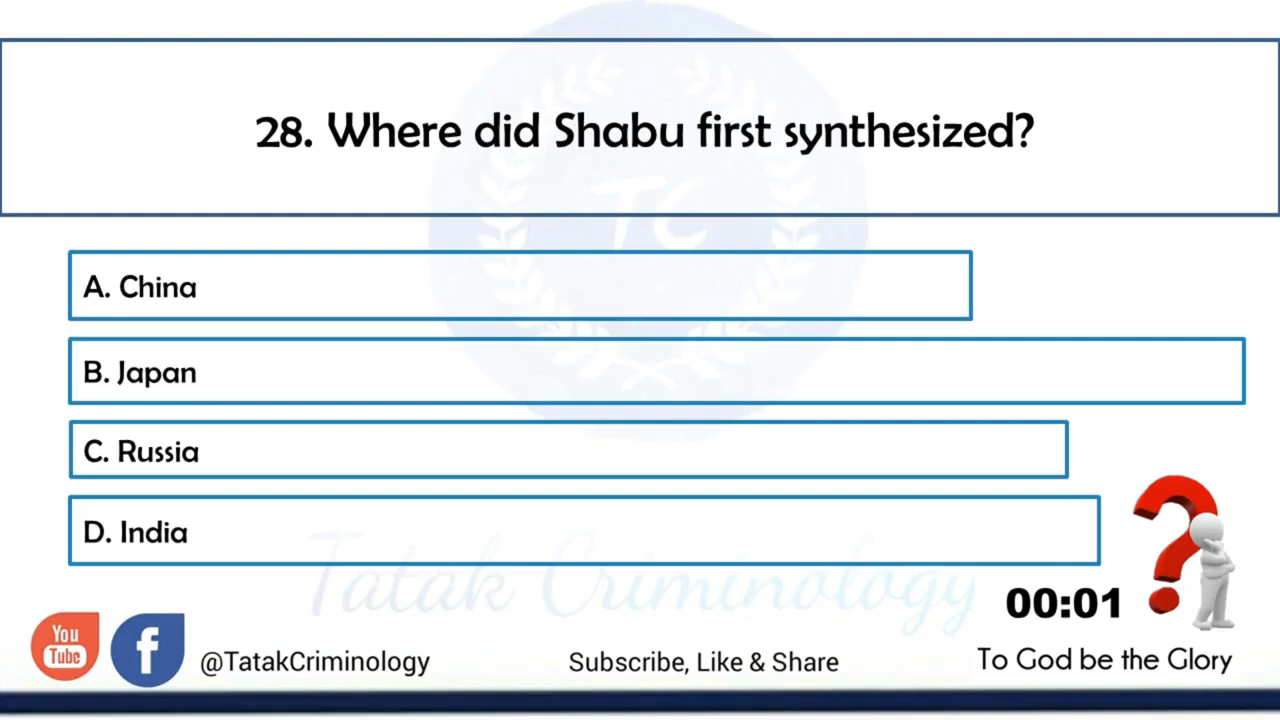 28. Where did Shabu first synthesized?
TC
A. China
B. Japan
C. Russia
D. India
Tatak Criminology
00:01
You
Tube
f
@TatakCriminology
Subscribe, Like & Share
To God be the Glory